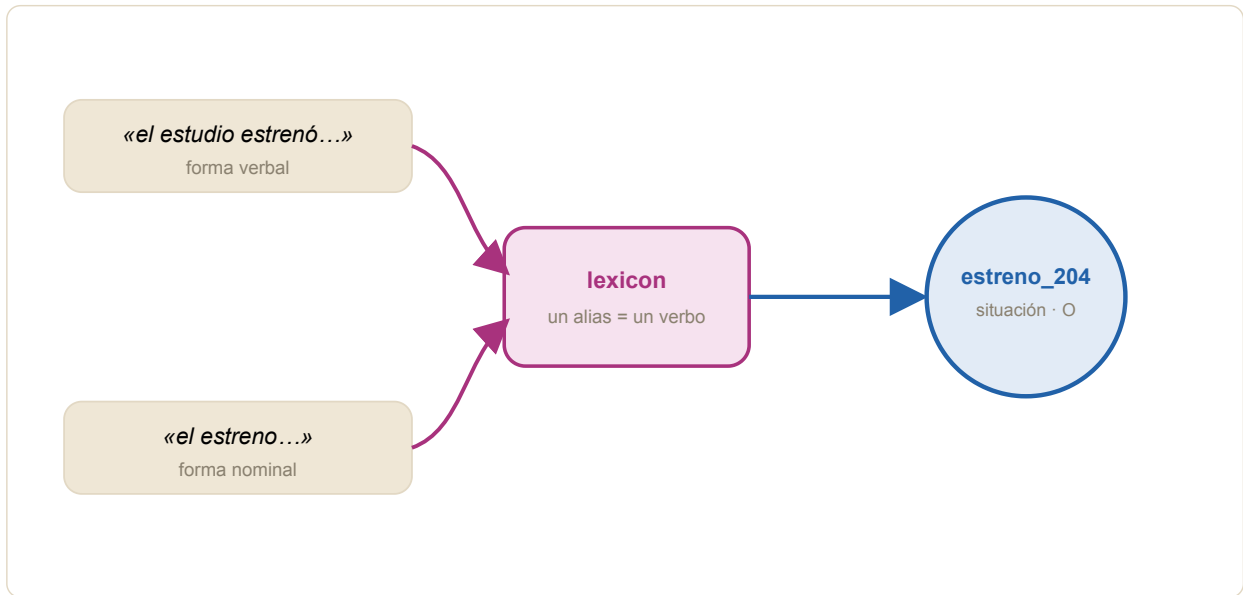 «el estudio estrenó…»
forma verbal
lexicon
un alias = un verbo
estreno_204
situación · O
«el estreno…»
forma nominal